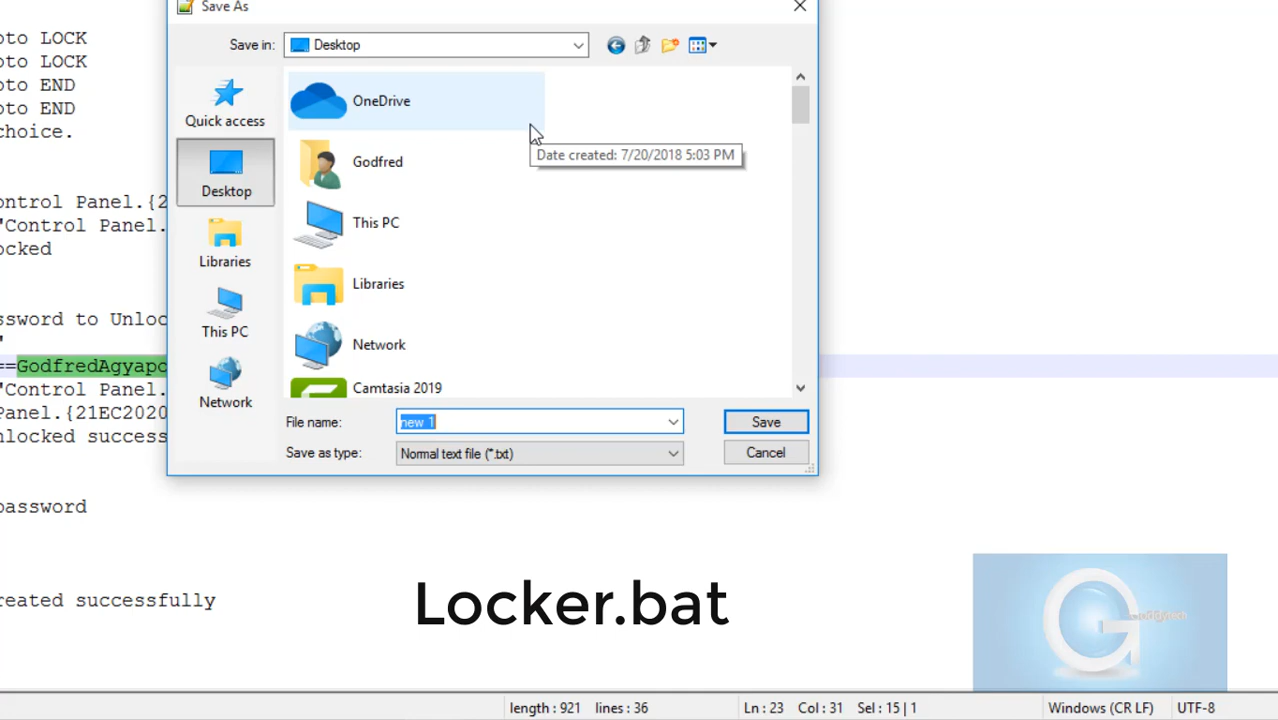 Save As
oto LOCK
oto LOCK
oto END
oto END
choice.
Save in:
Desktop
Quick access
Desktop
Libraries
This PC
Network
OneDrive
Date created: 7/20/2018 5:03 PM
Godfred
This PC
Libraries
Network
Camtasia 2019
ontrol Panel.{2
"Control Panel.
ocked
ssword to Unloc
"
==GodfredAgyapo
"Control Panel.
Panel.{21EC2020
nlocked success
File name:
new 1
Save
Save as type:
Normal text file (*.txt)
Cancel
password
reated successfully
Locker.bat
length : 921 lines : 36
Ln : 23 Col : 31 Sel : 15 | 1
Windows (CR LF)
UTF-8